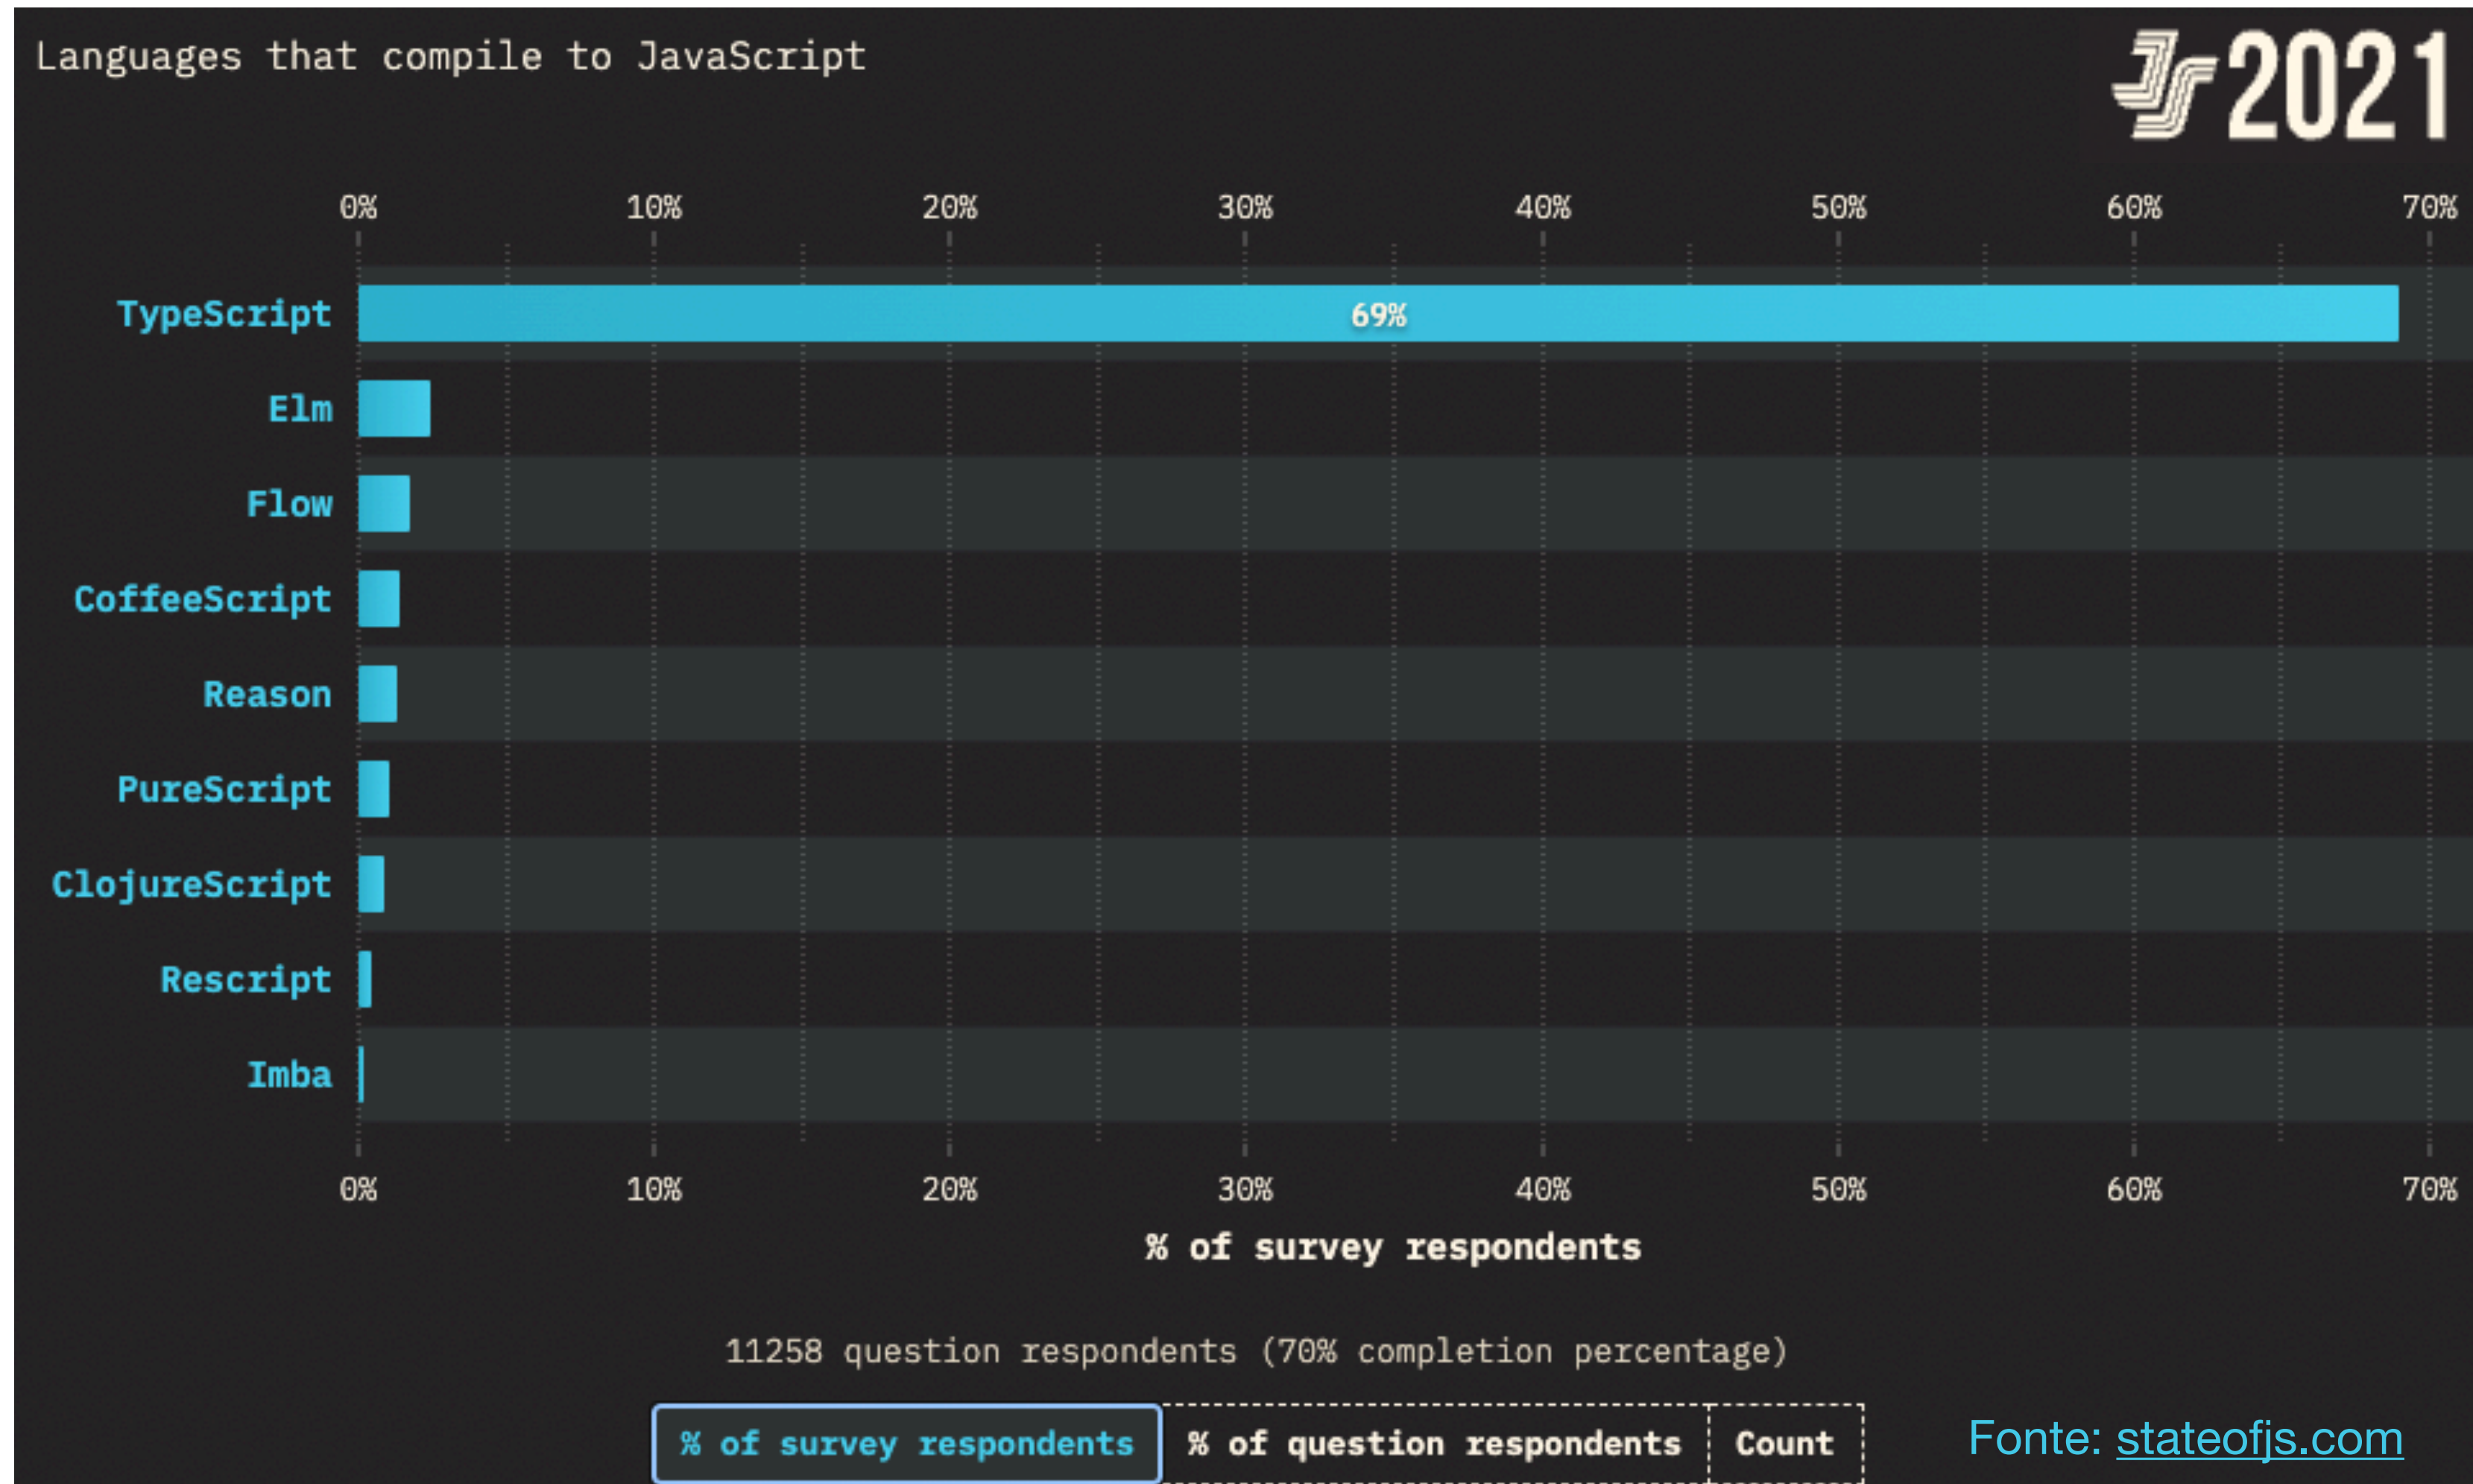 Languages that compile to JavaScript
JS 2021
0% 10% 20% 30% 40% 50% 60% 70%
TypeScript 69%
Elm
Flow
CoffeeScript
Reason
PureScript
ClojureScript
Rescript
Imba
0% 10% 20% 30% 40% 50% 60% 70%
% of survey respondents
11258 question respondents (70% completion percentage)
% of survey respondents % of question respondents Count
Fonte: stateofjs.com